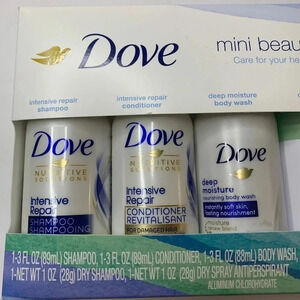 Dove
mini beau
Care for your he
intensive repair
shampoo
intensive repair
conditioner
deep moisture
body wash
Dove
NUTRITIVE
SOLUTIONS
Intensive
Repair
SHAMPOO
SHAMPOOING
Dove
NUTRITIVE
SOLUTIONS
Intensive
Repair
CONDITIONER
REVITALISANT
FOR DAMAGED HAIR
Dove
deep
moisture
nourishing body wash
instantly soft skin,
lasting nourishment
1-3 FL OZ (89mL) SHAMPOO, 1-3 FL OZ (89mL) CONDITIONER, 1-3 FL OZ (88mL) BODY WASH,
1-NET WT 1 OZ (28g) DRY SHAMPOO, 1-NET WT 1 OZ (28g) DRY SPRAY ANTIPERSPIRANT
ALUMINUM CHLOROHYDRATE